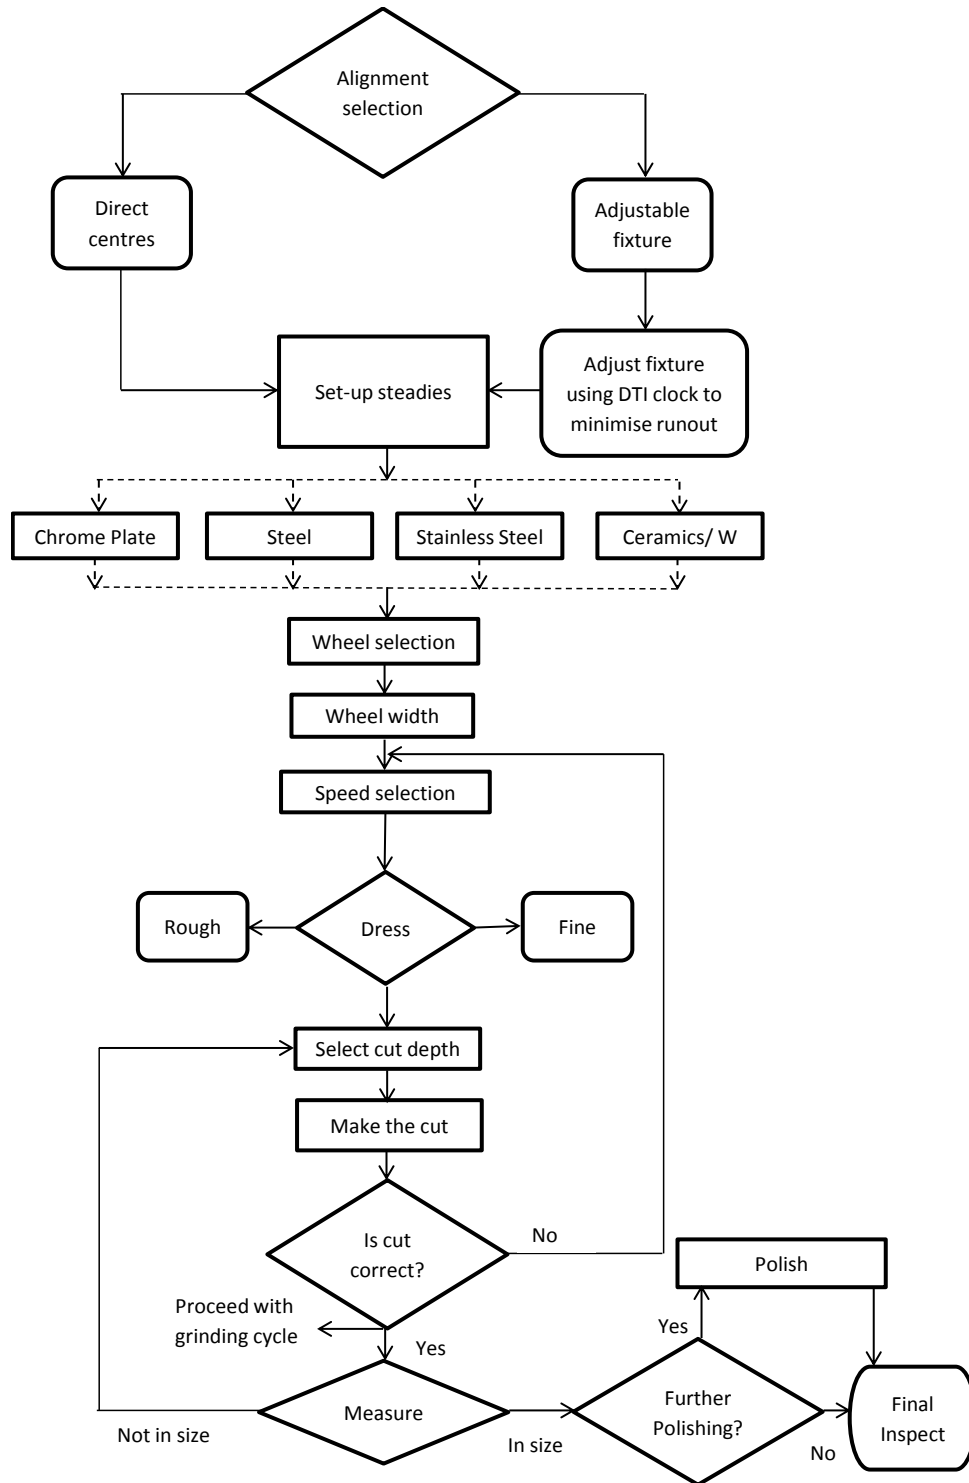 Alignment
selection
Direct
centres
Adjustable
fixture
Set-up steadies
Adjust fixture
using DTI clock to
minimise runout
Chrome Plate
Steel
Stainless Steel
Ceramics/ W
Wheel selection
Wheel width
Speed selection
Rough
Dress
Fine
Select cut depth
Make the cut
Is cut
correct?
No
Proceed with
grinding cycle
Yes
Polish
Yes
Measure
Not in size
In size
Further
Polishing?
No
Final
Inspect